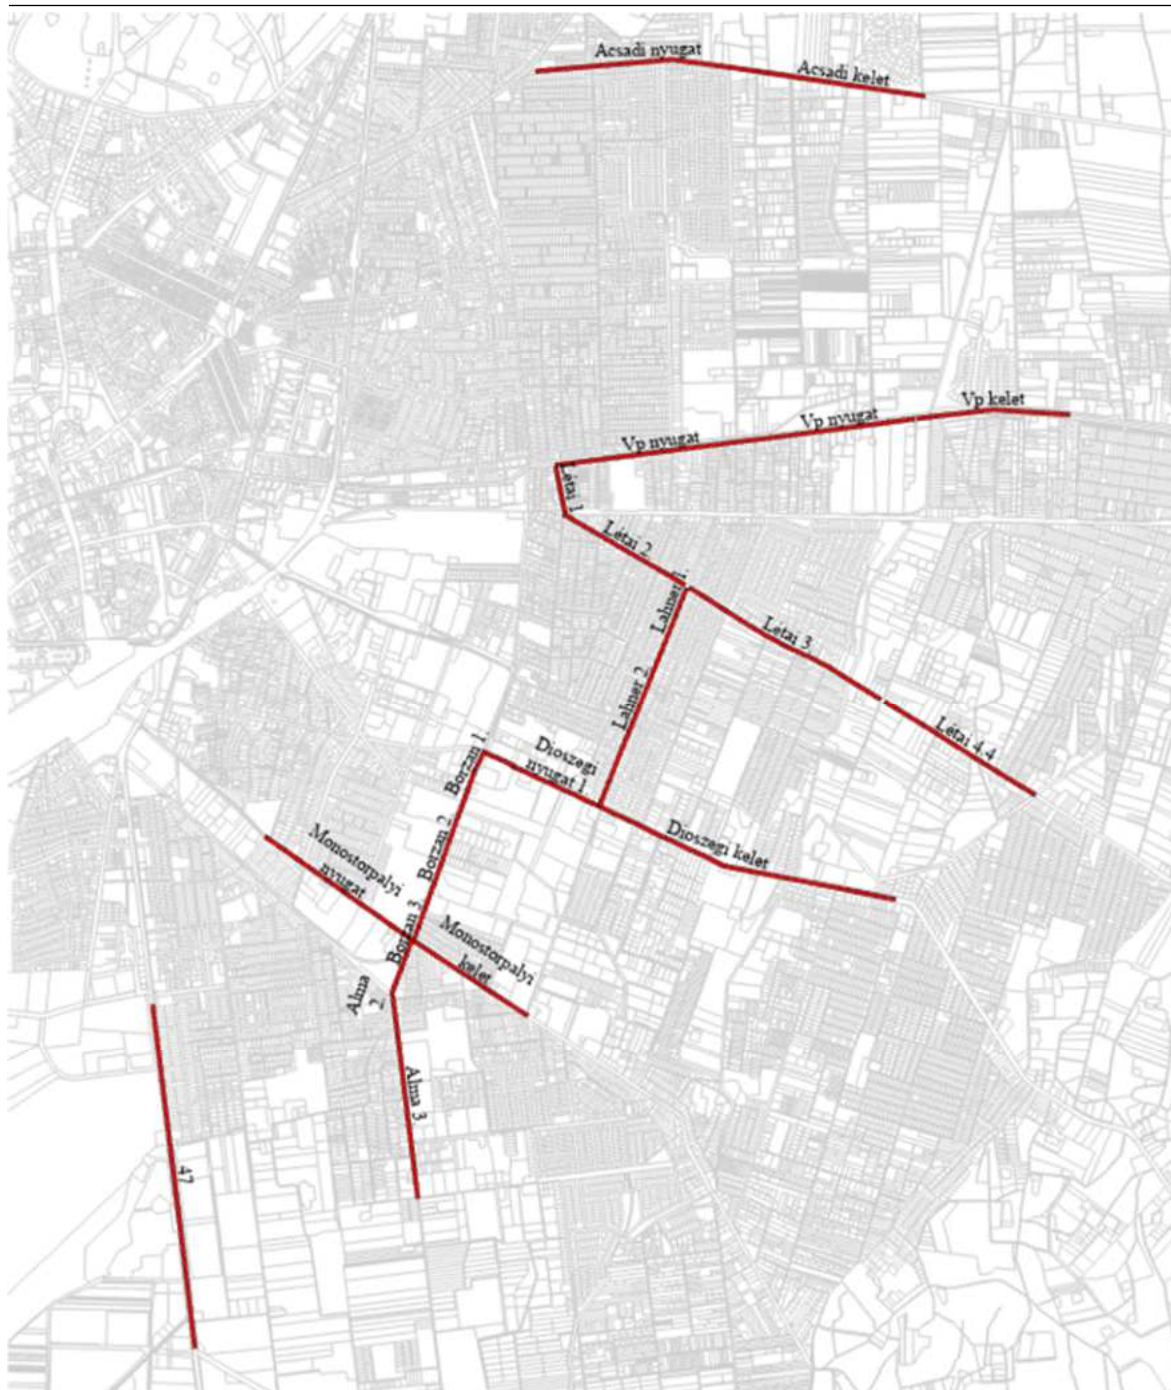 Acsadi nyugat
Acsadi kelet
Vp kelet
Vp nyugat
Vp nyugat
Létai 1
Létai 2
Lahner 1.
Létai 3
Lahner 2.
Létai 4.4
Borzan 1.
Dioszegi
nyugat 1
Borzan 2
Dioszegi kelet
Monostorpalyi
nyugat
Borzan 3
Monostorpalyi
kelet
Alma
2.
Alma 3
47